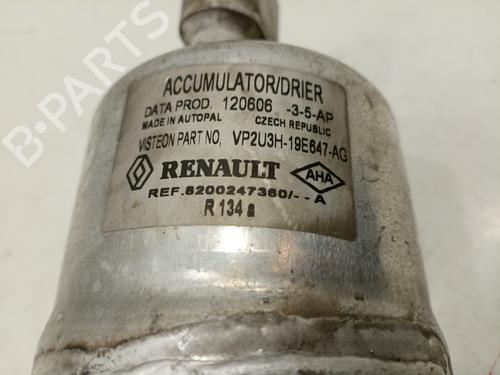 ACCUMULATOR/DRIER
DATA PROD. 120606 -3-5-AP
MADE IN AUTOPAL CZECH REPUBLIC
VISTEON PART NO, VP2U3H-19E647-AG
RENAULT AHA
REF.8200247360/--A
R 134 a